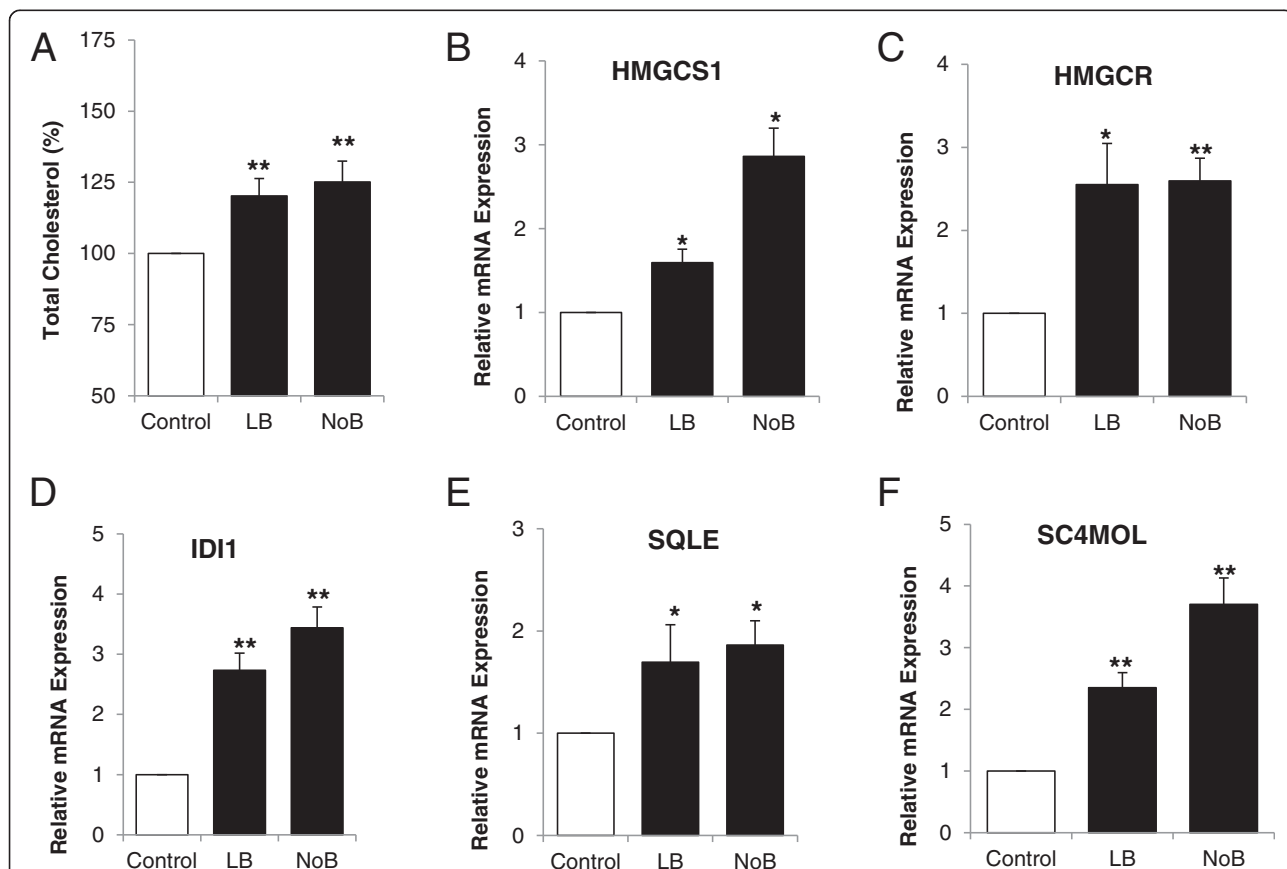 A
Total Cholesterol (%)
175
150
125
100
75
50
**
**
Control LB NoB
B
HMGCS1
Relative mRNA Expression
4
3
2
1
0
*
*
Control LB NoB
C
HMGCR
Relative mRNA Expression
4
3
2
1
0
*
**
Control LB NoB
D
IDI1
Relative mRNA Expression
5
4
3
2
1
0
**
**
Control LB NoB
E
SQLE
Relative mRNA Expression
3
2
1
0
*
*
Control LB NoB
F
SC4MOL
Relative mRNA Expression
5
4
3
2
1
0
**
**
Control LB NoB